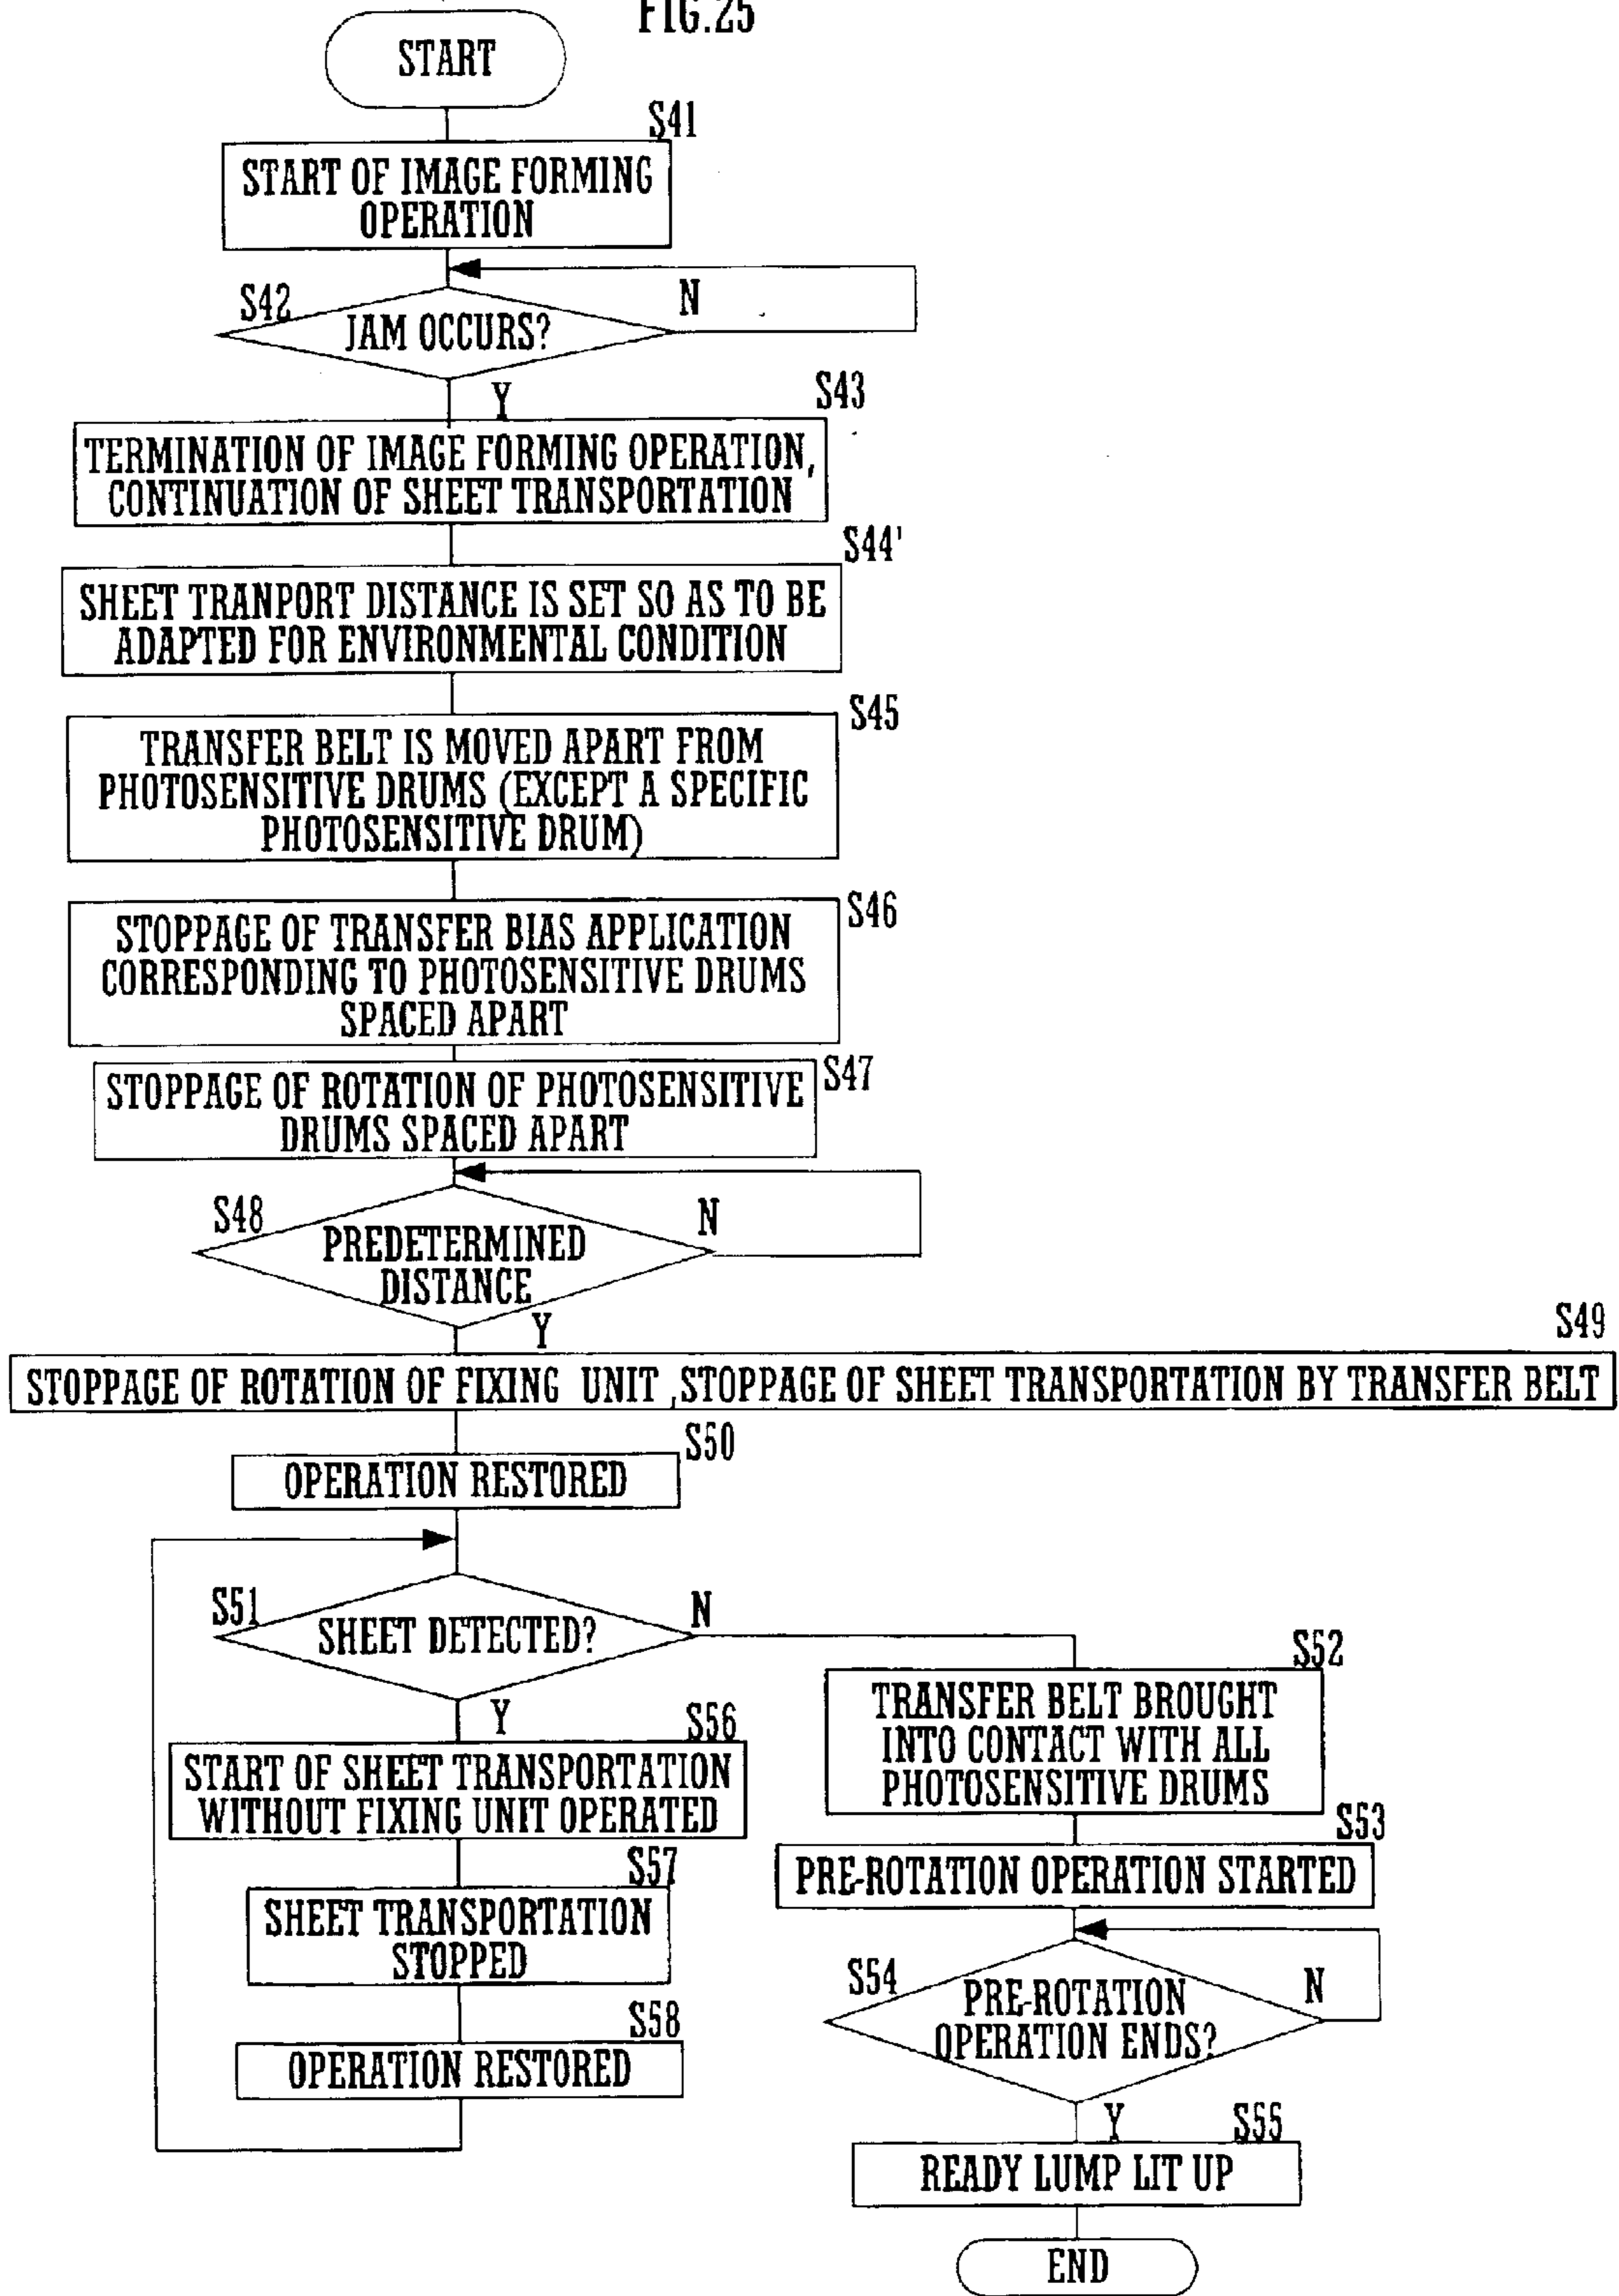 FIG.25
START
S41
START OF IMAGE FORMING
OPERATION
S42
JAM OCCURS?
N
Y
S43
TERMINATION OF IMAGE FORMING OPERATION,
CONTINUATION OF SHEET TRANSPORTATION
S44'
SHEET TRANPORT DISTANCE IS SET SO AS TO BE
ADAPTED FOR ENVIRONMENTAL CONDITION
S45
TRANSFER BELT IS MOVED APART FROM
PHOTOSENSITIVE DRUMS (EXCEPT A SPECIFIC
PHOTOSENSITIVE DRUM)
S46
STOPPAGE OF TRANSFER BIAS APPLICATION
CORRESPONDING TO PHOTOSENSITIVE DRUMS
SPACED APART
S47
STOPPAGE OF ROTATION OF PHOTOSENSITIVE
DRUMS SPACED APART
S48
PREDETERMINED
DISTANCE
N
Y
S49
STOPPAGE OF ROTATION OF FIXING UNIT ,STOPPAGE OF SHEET TRANSPORTATION BY TRANSFER BELT
S50
OPERATION RESTORED
S51
SHEET DETECTED?
N
Y
S56
START OF SHEET TRANSPORTATION
WITHOUT FIXING UNIT OPERATED
S57
SHEET TRANSPORTATION
STOPPED
S58
OPERATION RESTORED
S52
TRANSFER BELT BROUGHT
INTO CONTACT WITH ALL
PHOTOSENSITIVE DRUMS
S53
PRE-ROTATION OPERATION STARTED
S54
PRE-ROTATION
OPERATION ENDS?
N
Y
S55
READY LUMP LIT UP
END